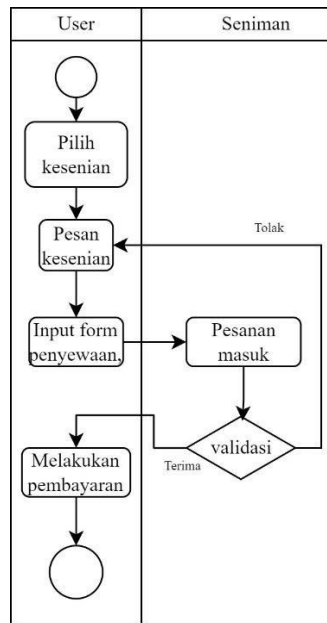 User
Seniman
Pilih
kesenian
Pesan
kesenian
Tolak
Input form
penyewaan,
Pesanan
masuk
validasi
Terima
Melakukan
pembayaran